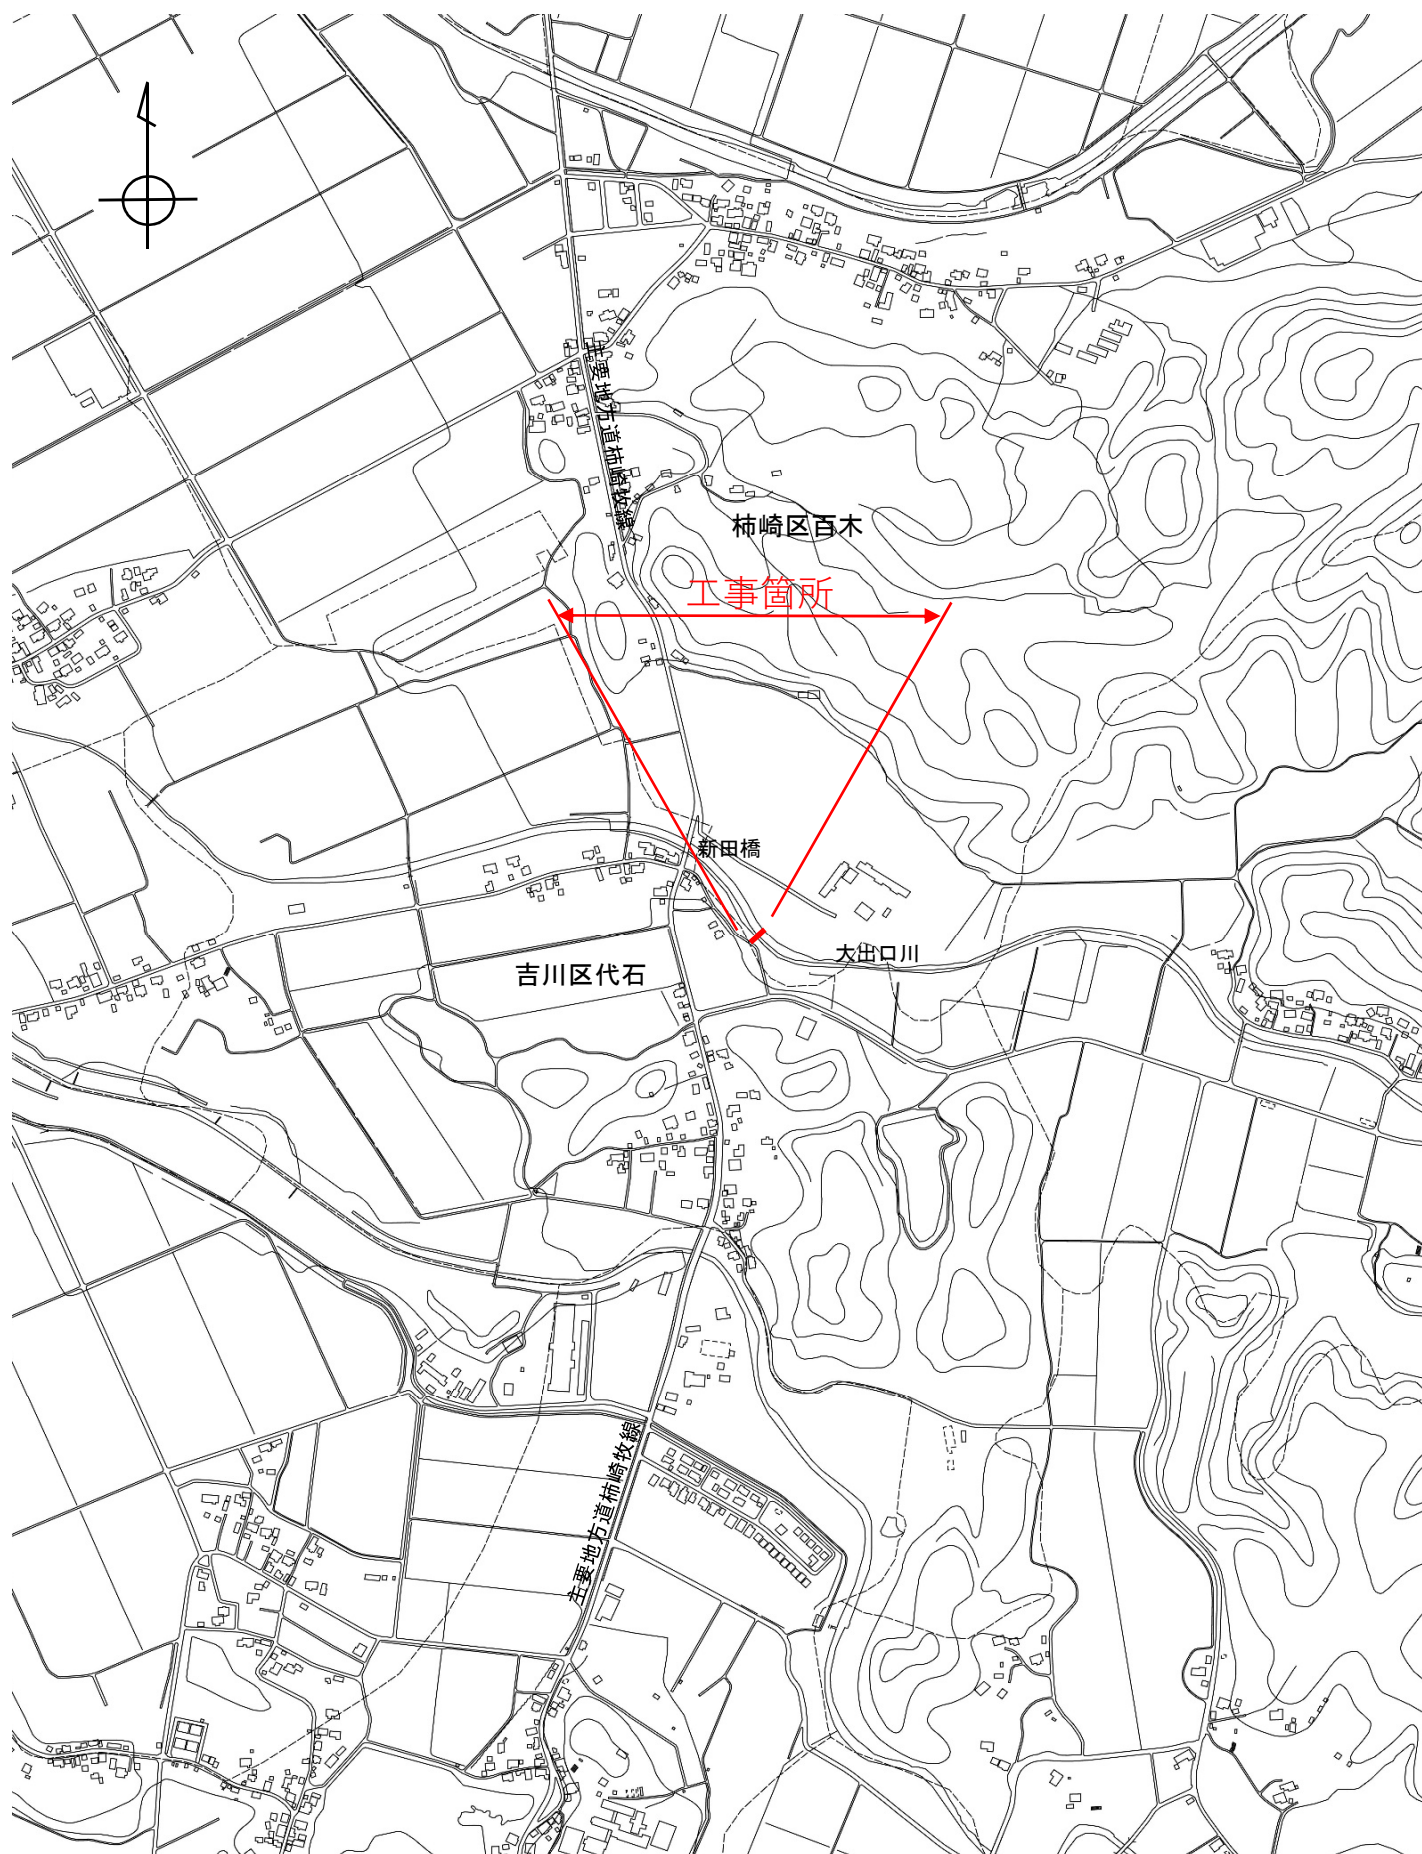 主要地方道柿崎牧線
柿崎区百木
工事箇所
新田橋
大出口川
吉川区代石
主要地方道柿崎牧線